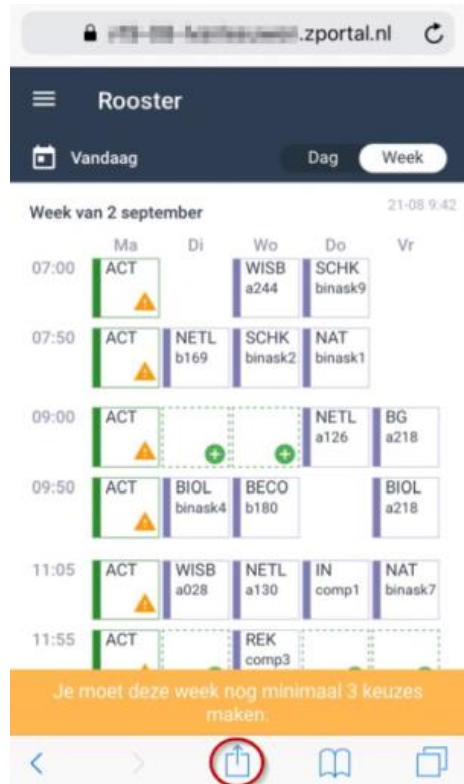 .zportal.nl
Rooster
Vandaag Dag Week
Week van 2 september 21-08 9:42
Ma Di Wo Do Vr
07:00 ACT WISB SCHK
a244 binask9
07:50 ACT NETL SCHK NAT
b169 binask2 binask1
09:00 ACT NETL BG
a126 a218
09:50 ACT BIOL BECO BIOL
binask4 b180 a218
11:05 ACT WISB NETL IN NAT
a028 a130 comp1 binask7
11:55 ACT REK
comp3
Je moet deze week nog minimaal 3 keuzes
maken.